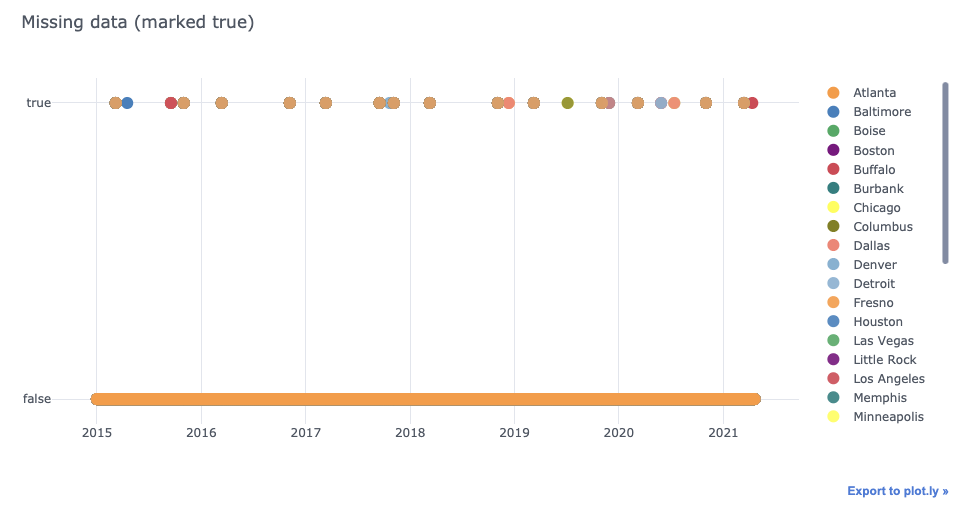 Missing data (marked true)
true
false
2015 2016 2017 2018 2019 2020 2021
Atlanta
Baltimore
Boise
Boston
Buffalo
Burbank
Chicago
Columbus
Dallas
Denver
Detroit
Fresno
Houston
Las Vegas
Little Rock
Los Angeles
Memphis
Minneapolis
Export to plot.ly »